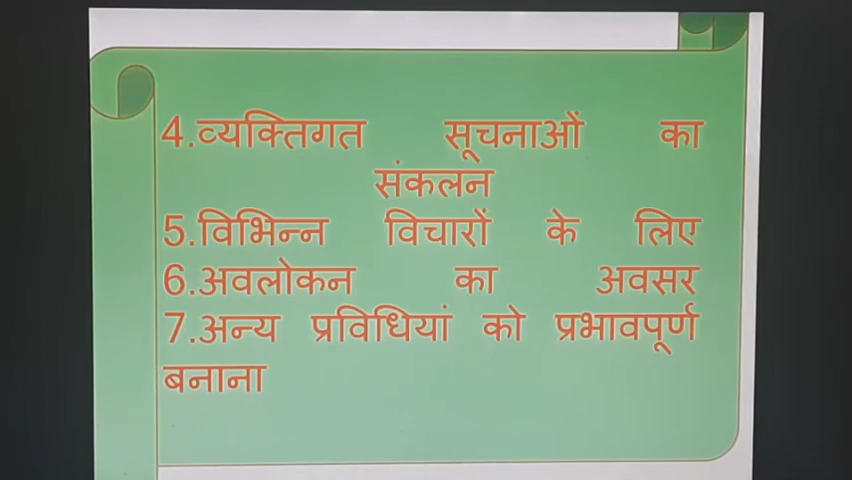 4.व्यक्तिगत सूचनाओं का
संकलन
5.विभिन्न विचारों के लिए
6.अवलोकन का अवसर
7.अन्य प्रविधियां को प्रभावपूर्ण
बनाना